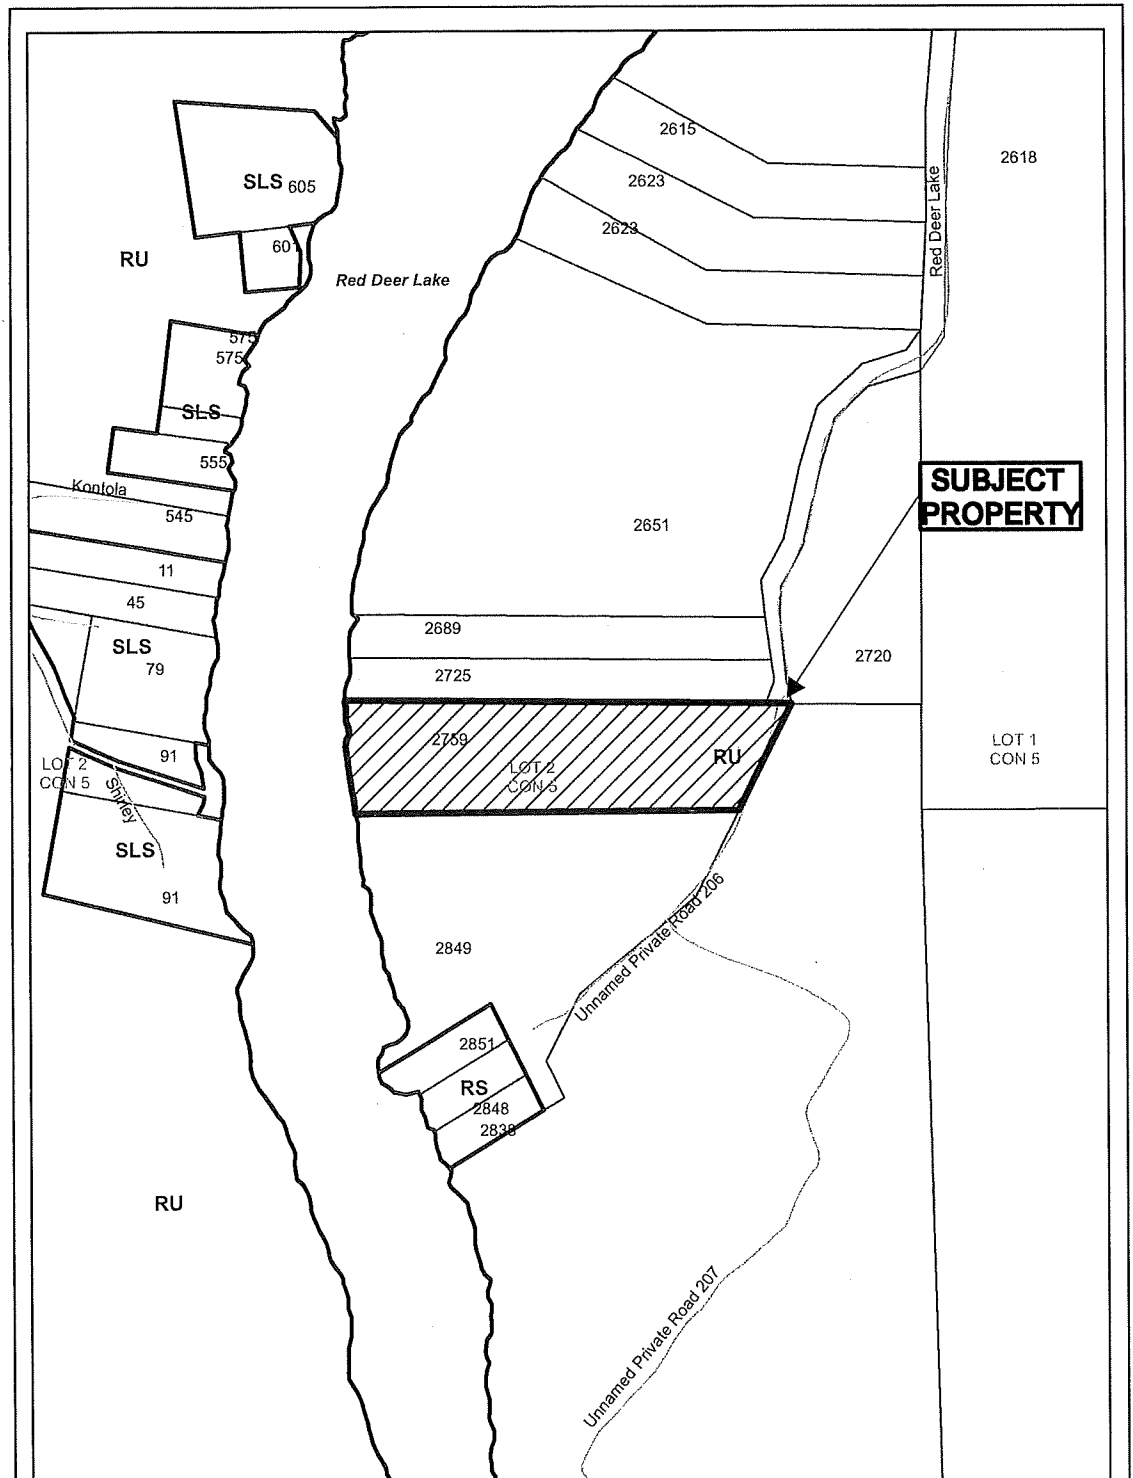 2615
2618
Red Deer Lake
SLS 605
2623
2623
601
RU
Red Deer Lake
575
575
SLS
555
SUBJECT
PROPERTY
Kontola
545
2651
11
45
2689
SLS
79
2720
2725
2759
RU
LOT 1
CON 5
91
LOT 2
CON 5
LOT 2
CON 5
Shirley
SLS
91
Unnamed Private Road 206
2849
2851
RS
2848
2838
RU
Unnamed Private Road 207